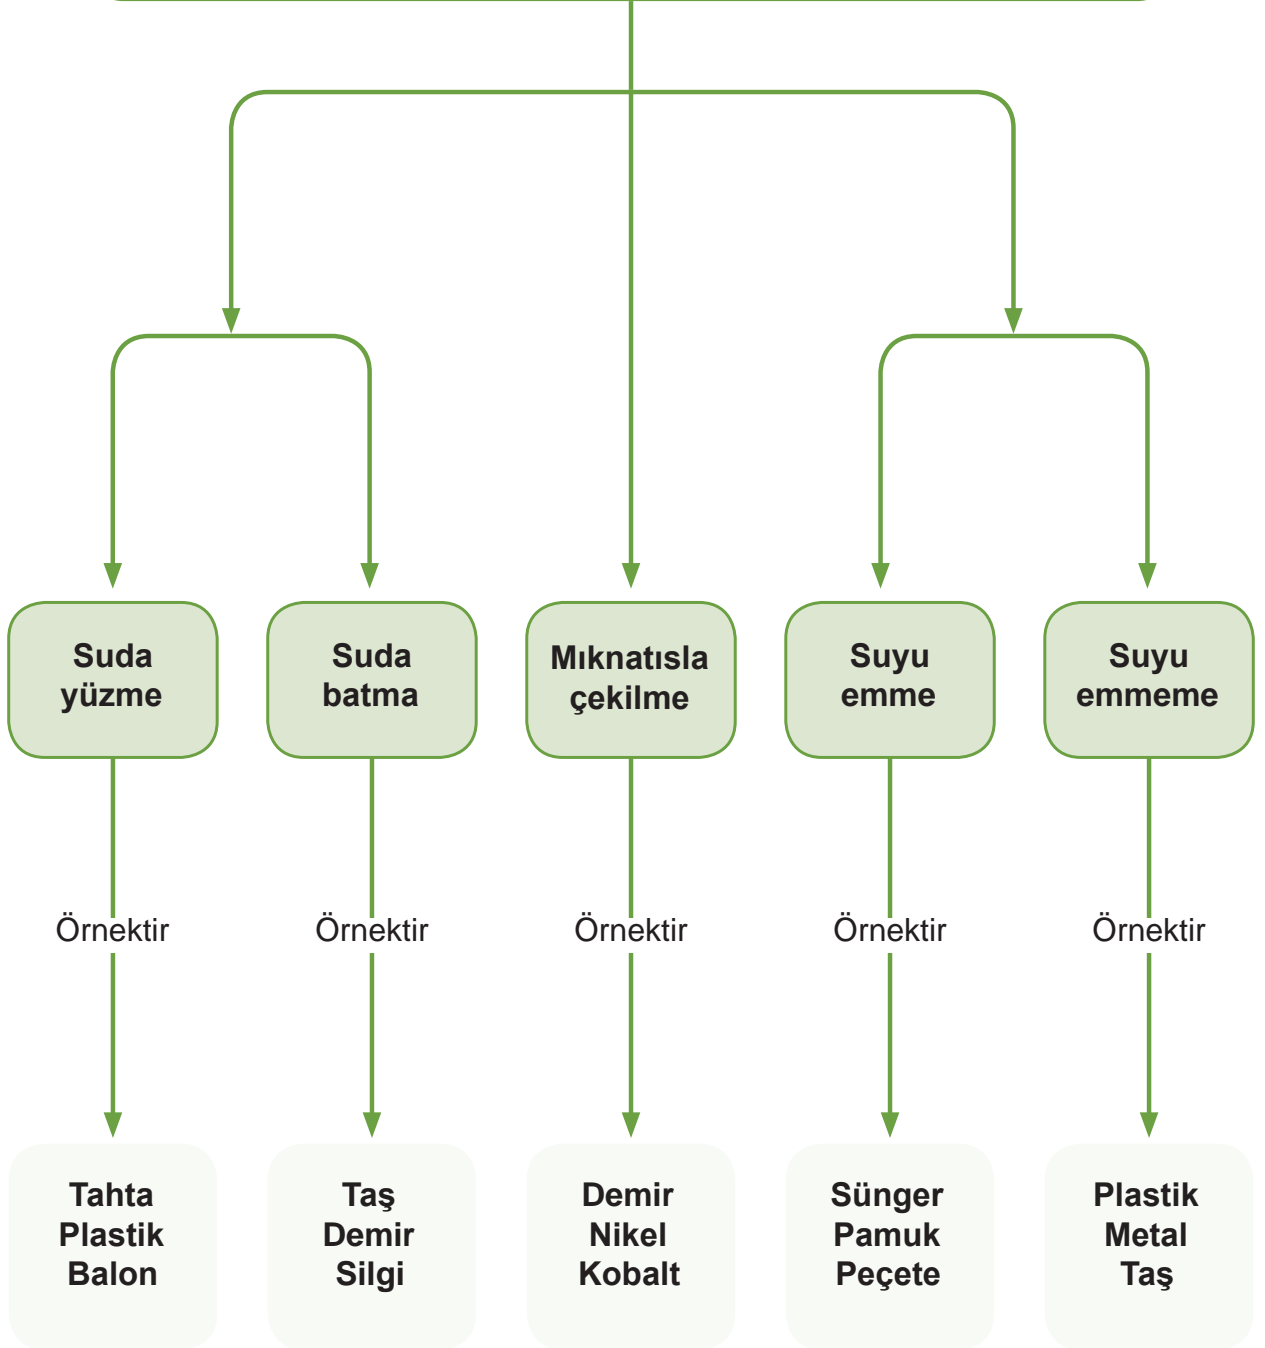 Suda
yüzme
Suda
batma
Mıknatısla
çekilme
Suyu
emme
Suyu
emmeme
Örnektir
Örnektir
Örnektir
Örnektir
Örnektir
Tahta
Plastik
Balon
Taş
Demir
Silgi
Demir
Nikel
Kobalt
Sünger
Pamuk
Peçete
Plastik
Metal
Taş